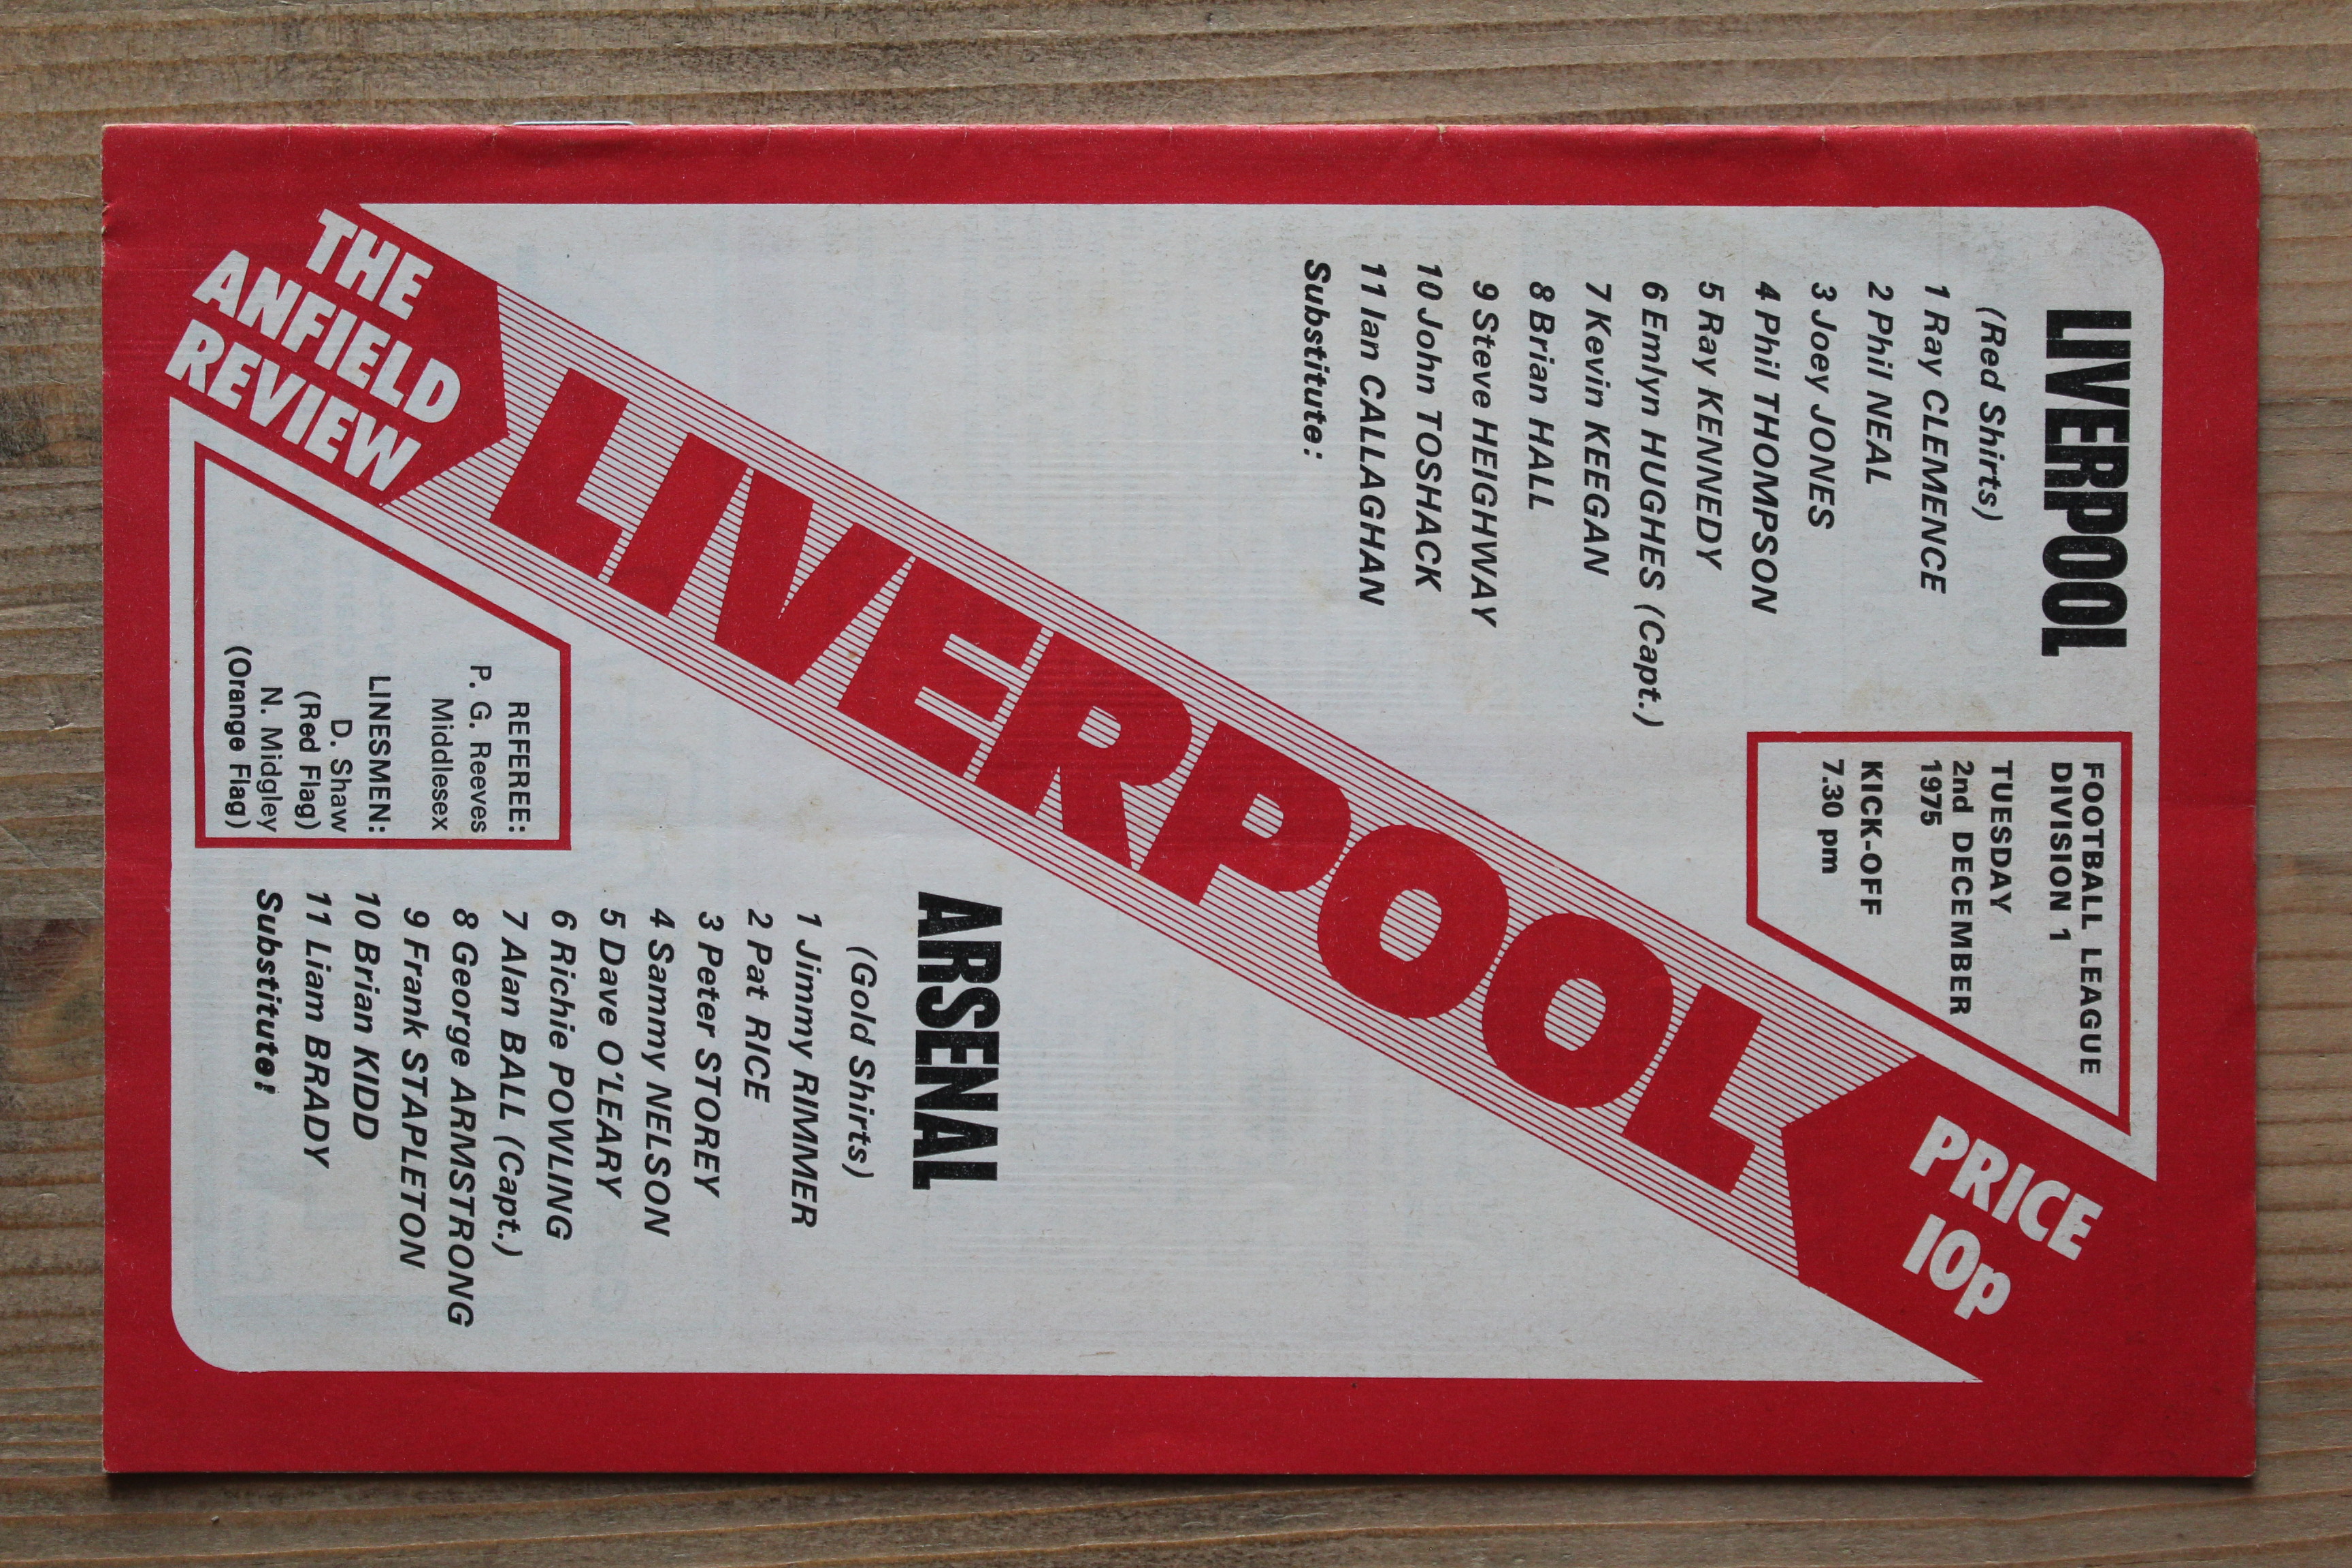 LIVERPOOL
(Red Shirts)
1 Ray CLEMENCE
2 Phil NEAL
3 Joey JONES
4 Phil THOMPSON
5 Ray KENNEDY
6 Emlyn HUGHES (Capt.)
7 Kevin KEEGAN
8 Brian HALL
9 Steve HEIGHWAY
10 John TOSHACK
11 Ian CALLAGHAN
Substitute:
FOOTBALL LEAGUE
DIVISION 1
TUESDAY
2nd DECEMBER
1975
KICK-OFF
7.30 pm
PRICE
10p
LIVERPOOL
THE
ANFIELD
REVIEW
ARSENAL
(Gold Shirts)
1 Jimmy RIMMER
2 Pat RICE
3 Peter STOREY
4 Sammy NELSON
5 Dave O'LEARY
6 Richie POWLING
7 Alan BALL (Capt.)
8 George ARMSTRONG
9 Frank STAPLETON
10 Brian KIDD
11 Liam BRADY
Substitute:
REFEREE:
P. G. Reeves
Middlesex
LINESMEN:
D. Shaw
(Red Flag)
N. Midgley
(Orange Flag)